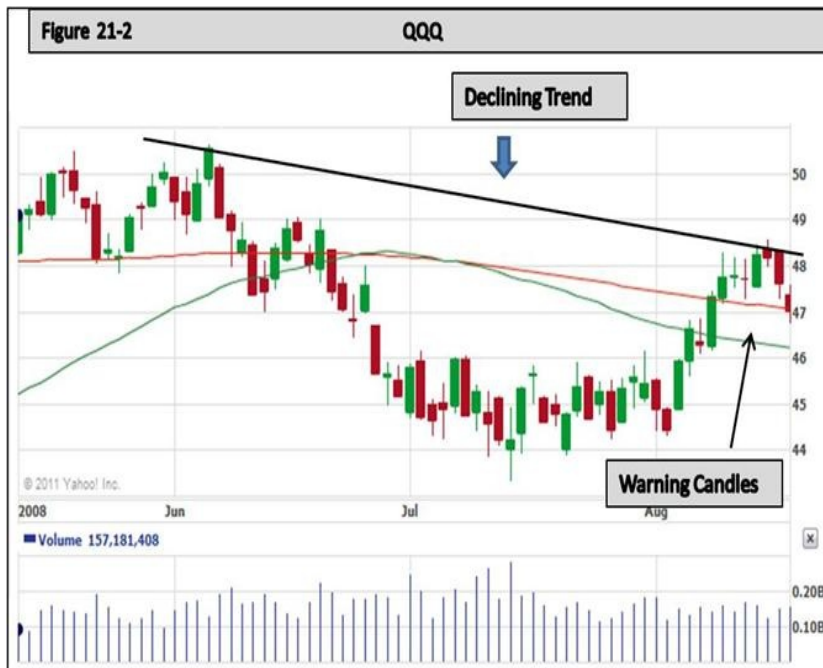 Figure 21-2 QQQ
Declining Trend
50
49
48
47
46
45
44
Warning Candles
© 2011 Yahoo! Inc.
2008 Jun Jul Aug
Volume 157,181,408 X
0.20B
0.10B